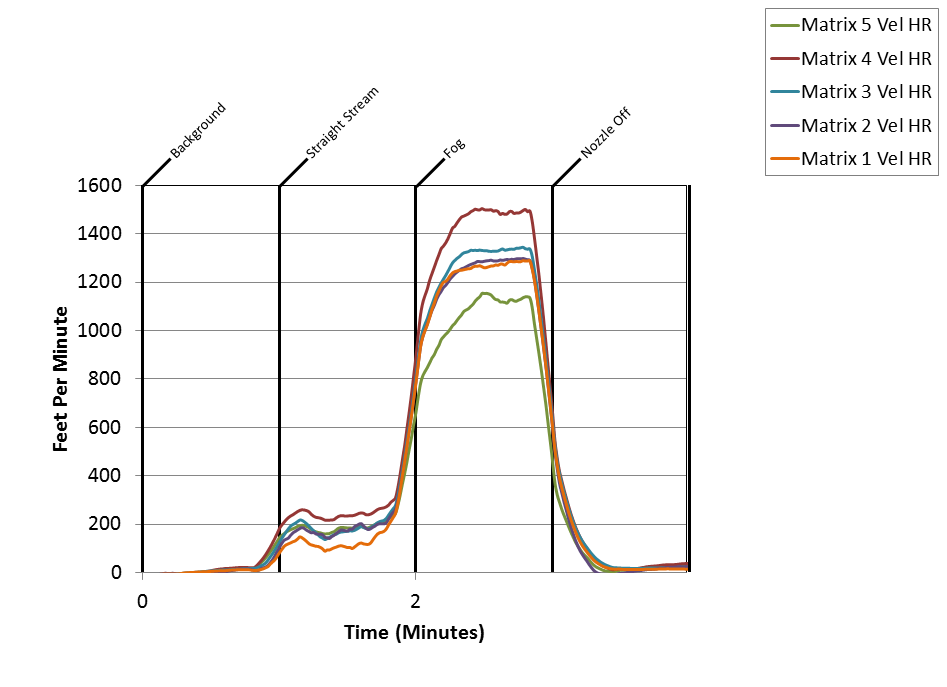 Matrix 5 Vel HR
Matrix 4 Vel HR
Matrix 3 Vel HR
Matrix 2 Vel HR
Matrix 1 Vel HR
Background
Straight Stream
Fog
Nozzle Off
1600
1400
1200
1000
800
600
400
200
0
Feet Per Minute
0
2
Time (Minutes)